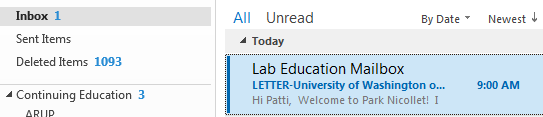 Inbox 1
Sent Items
Deleted Items 1093
Continuing Education 3
ARUP
All Unread By Date Newest
Today
Lab Education Mailbox
LETTER-University of Washington o... 9:00 AM
Hi Patti, Welcome to Park Nicollet! I